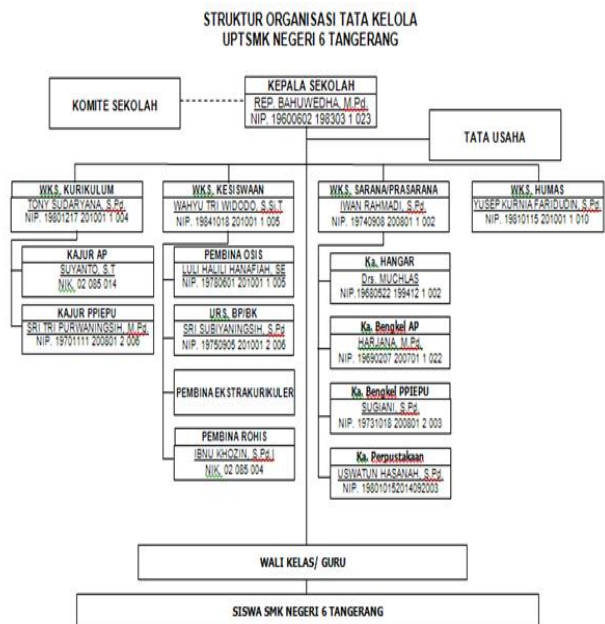 STRUKTUR ORGANISASI TATA KELOLA
UPTSMK NEGERI 6 TANGERANG
KEPALA SEKOLAH
REP. BAHUWEDHA, M.Pd.
NIP. 19600602 198303 1 023
KOMITE SEKOLAH
TATA USAHA
WKS. KURIKULUM
TONY SUDARYANA, S.Pd.
NIP. 19801217 201001 1 004
WKS. KESISWAAN
WAHYU TRI WIDODO, S.Si.T
NIP. 19841018 201001 1 005
WKS. SARANA/PRASARANA
IWAN RAHMADI, S.Pd.
NIP. 19740908 200801 1 002
WKS. HUMAS
YUSEP KURNIA FARIDUDIN, S.Pd.
NIP. 19810115 201001 1 010
KAJUR AP
SUYANTO, S.T
NIK. 02 085 014
KAJUR PPIEPU
SRI TRI PURWANINGSIH, M.Pd.
NIP. 19701111 200801 2 006
PEMBINA OSIS
LULI HALILI HANAFIAH, SE
NIP. 19780601 201001 1 005
URS. BP/BK
SRI SUBIYANINGSIH, S.Pd
NIP. 19750905 201001 2 006
PEMBINA EKSTRAKURIKULER
PEMBINA ROHIS
IBNU KHOZIN, S.Pd.I
NIK. 02 085 004
Ka. HANGAR
Drs. MUCHLAS
NIP.19680522 199412 1 002
Ka. Bengkel AP
HARJANA, M.Pd.
NIP. 19690207 200701 1 022
Ka. Bengkel PPIEPU
SUGIANI, S.Pd.
NIP. 19731018 200801 2 003
Ka. Perpustakaan
USWATUN HASANAH, S.Pd.
NIP. 198010152014092003
WALI KELAS/ GURU
SISWA SMK NEGERI 6 TANGERANG